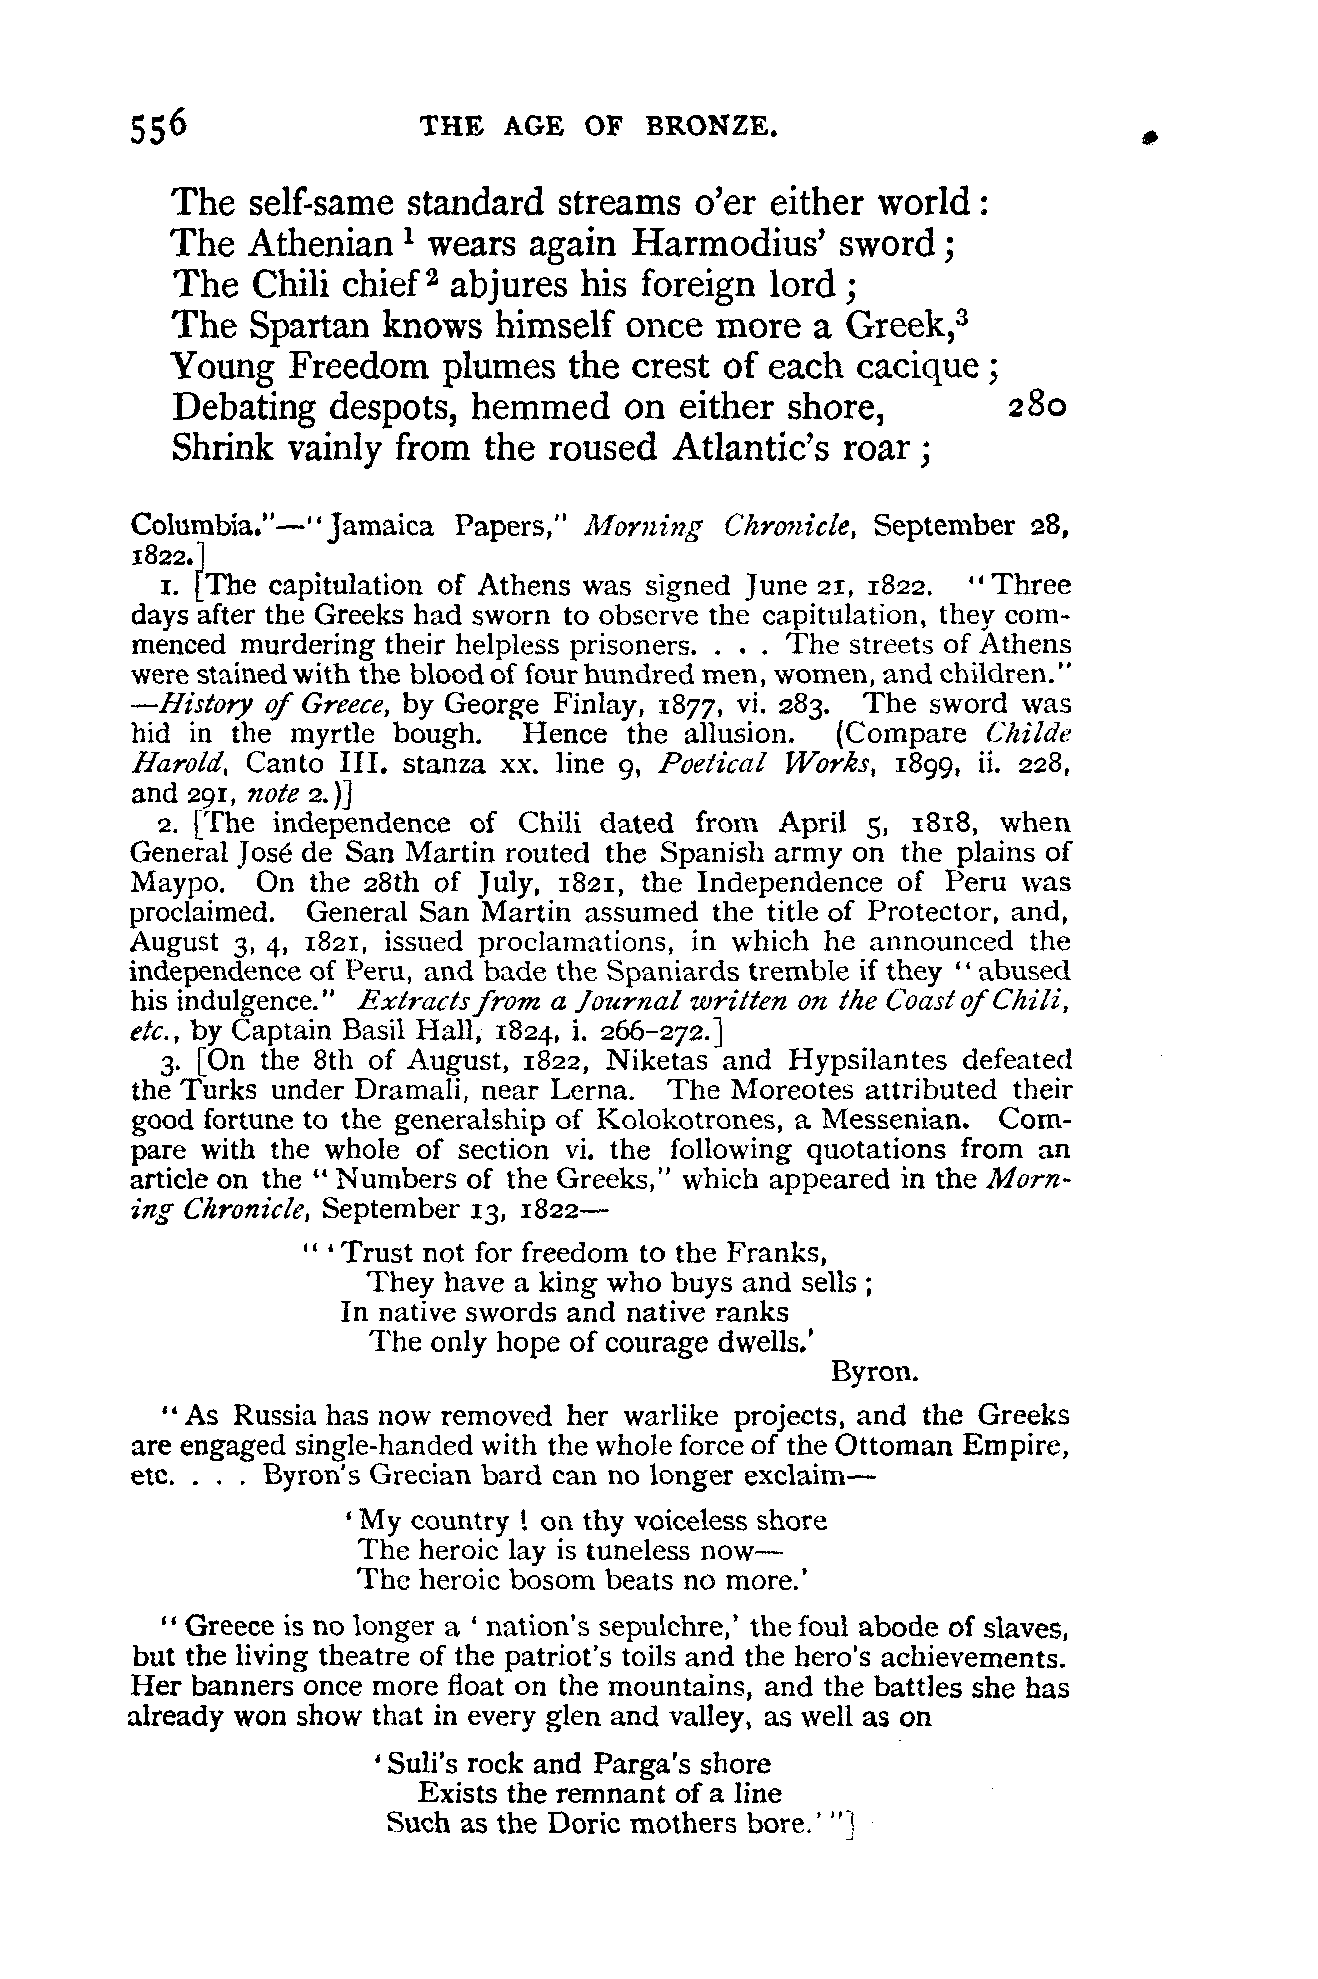 556 THE AGE OF BRONZE.
The self-same standard streams o'er either world :
The Athenian ¹ wears again Harmodius' sword ;
The Chili chief ² abjures his foreign lord ;
The Spartan knows himself once more a Greek,³
Young Freedom plumes the crest of each cacique ;
Debating despots, hemmed on either shore, 280
Shrink vainly from the roused Atlantic's roar ;
Columbia."—"Jamaica Papers," Morning Chronicle, September 28,
1822.]
1. [The capitulation of Athens was signed June 21, 1822. "Three
days after the Greeks had sworn to observe the capitulation, they com-
menced murdering their helpless prisoners. . . . The streets of Athens
were stained with the blood of four hundred men, women, and children."
—History of Greece, by George Finlay, 1877, vi. 283. The sword was
hid in the myrtle bough. Hence the allusion. (Compare Childe
Harold, Canto III. stanza xx. line 9, Poetical Works, 1899, ii. 228,
and 291, note 2.)]
2. [The independence of Chili dated from April 5, 1818, when
General José de San Martin routed the Spanish army on the plains of
Maypo. On the 28th of July, 1821, the Independence of Peru was
proclaimed. General San Martin assumed the title of Protector, and,
August 3, 4, 1821, issued proclamations, in which he announced the
independence of Peru, and bade the Spaniards tremble if they "abused
his indulgence." Extracts from a Journal written on the Coast of Chili,
etc., by Captain Basil Hall, 1824, i. 266-272.]
3. [On the 8th of August, 1822, Niketas and Hypsilantes defeated
the Turks under Dramali, near Lerna. The Moreotes attributed their
good fortune to the generalship of Kolokotrones, a Messenian. Com-
pare with the whole of section vi. the following quotations from an
article on the "Numbers of the Greeks," which appeared in the Morn-
ing Chronicle, September 13, 1822—
"'Trust not for freedom to the Franks,
They have a king who buys and sells ;
In native swords and native ranks
The only hope of courage dwells.'
Byron.
"As Russia has now removed her warlike projects, and the Greeks
are engaged single-handed with the whole force of the Ottoman Empire,
etc. . . . Byron's Grecian bard can no longer exclaim—
'My country ! on thy voiceless shore
The heroic lay is tuneless now—
The heroic bosom beats no more.'
"Greece is no longer a 'nation's sepulchre,' the foul abode of slaves,
but the living theatre of the patriot's toils and the hero's achievements.
Her banners once more float on the mountains, and the battles she has
already won show that in every glen and valley, as well as on
'Suli's rock and Parga's shore
Exists the remnant of a line
Such as the Doric mothers bore.'"]